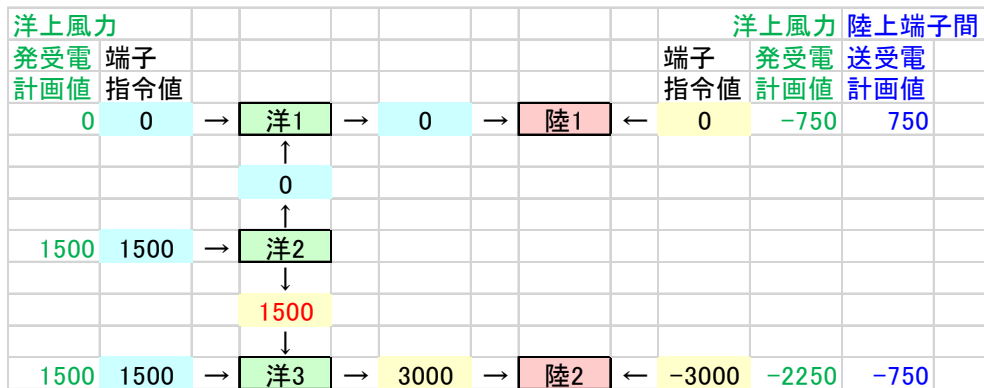 洋上風力 洋上風力 陸上端子間
発受電 端子 端子 発受電 送受電
計画値 指令値 指令値 計画値 計画値
0 0 → 洋1 → 0 → 陸1 ← 0 -750 750
↑
0
↑
1500 1500 → 洋2
↓
1500
↓
1500 1500 → 洋3 → 3000 → 陸2 ← -3000 -2250 -750